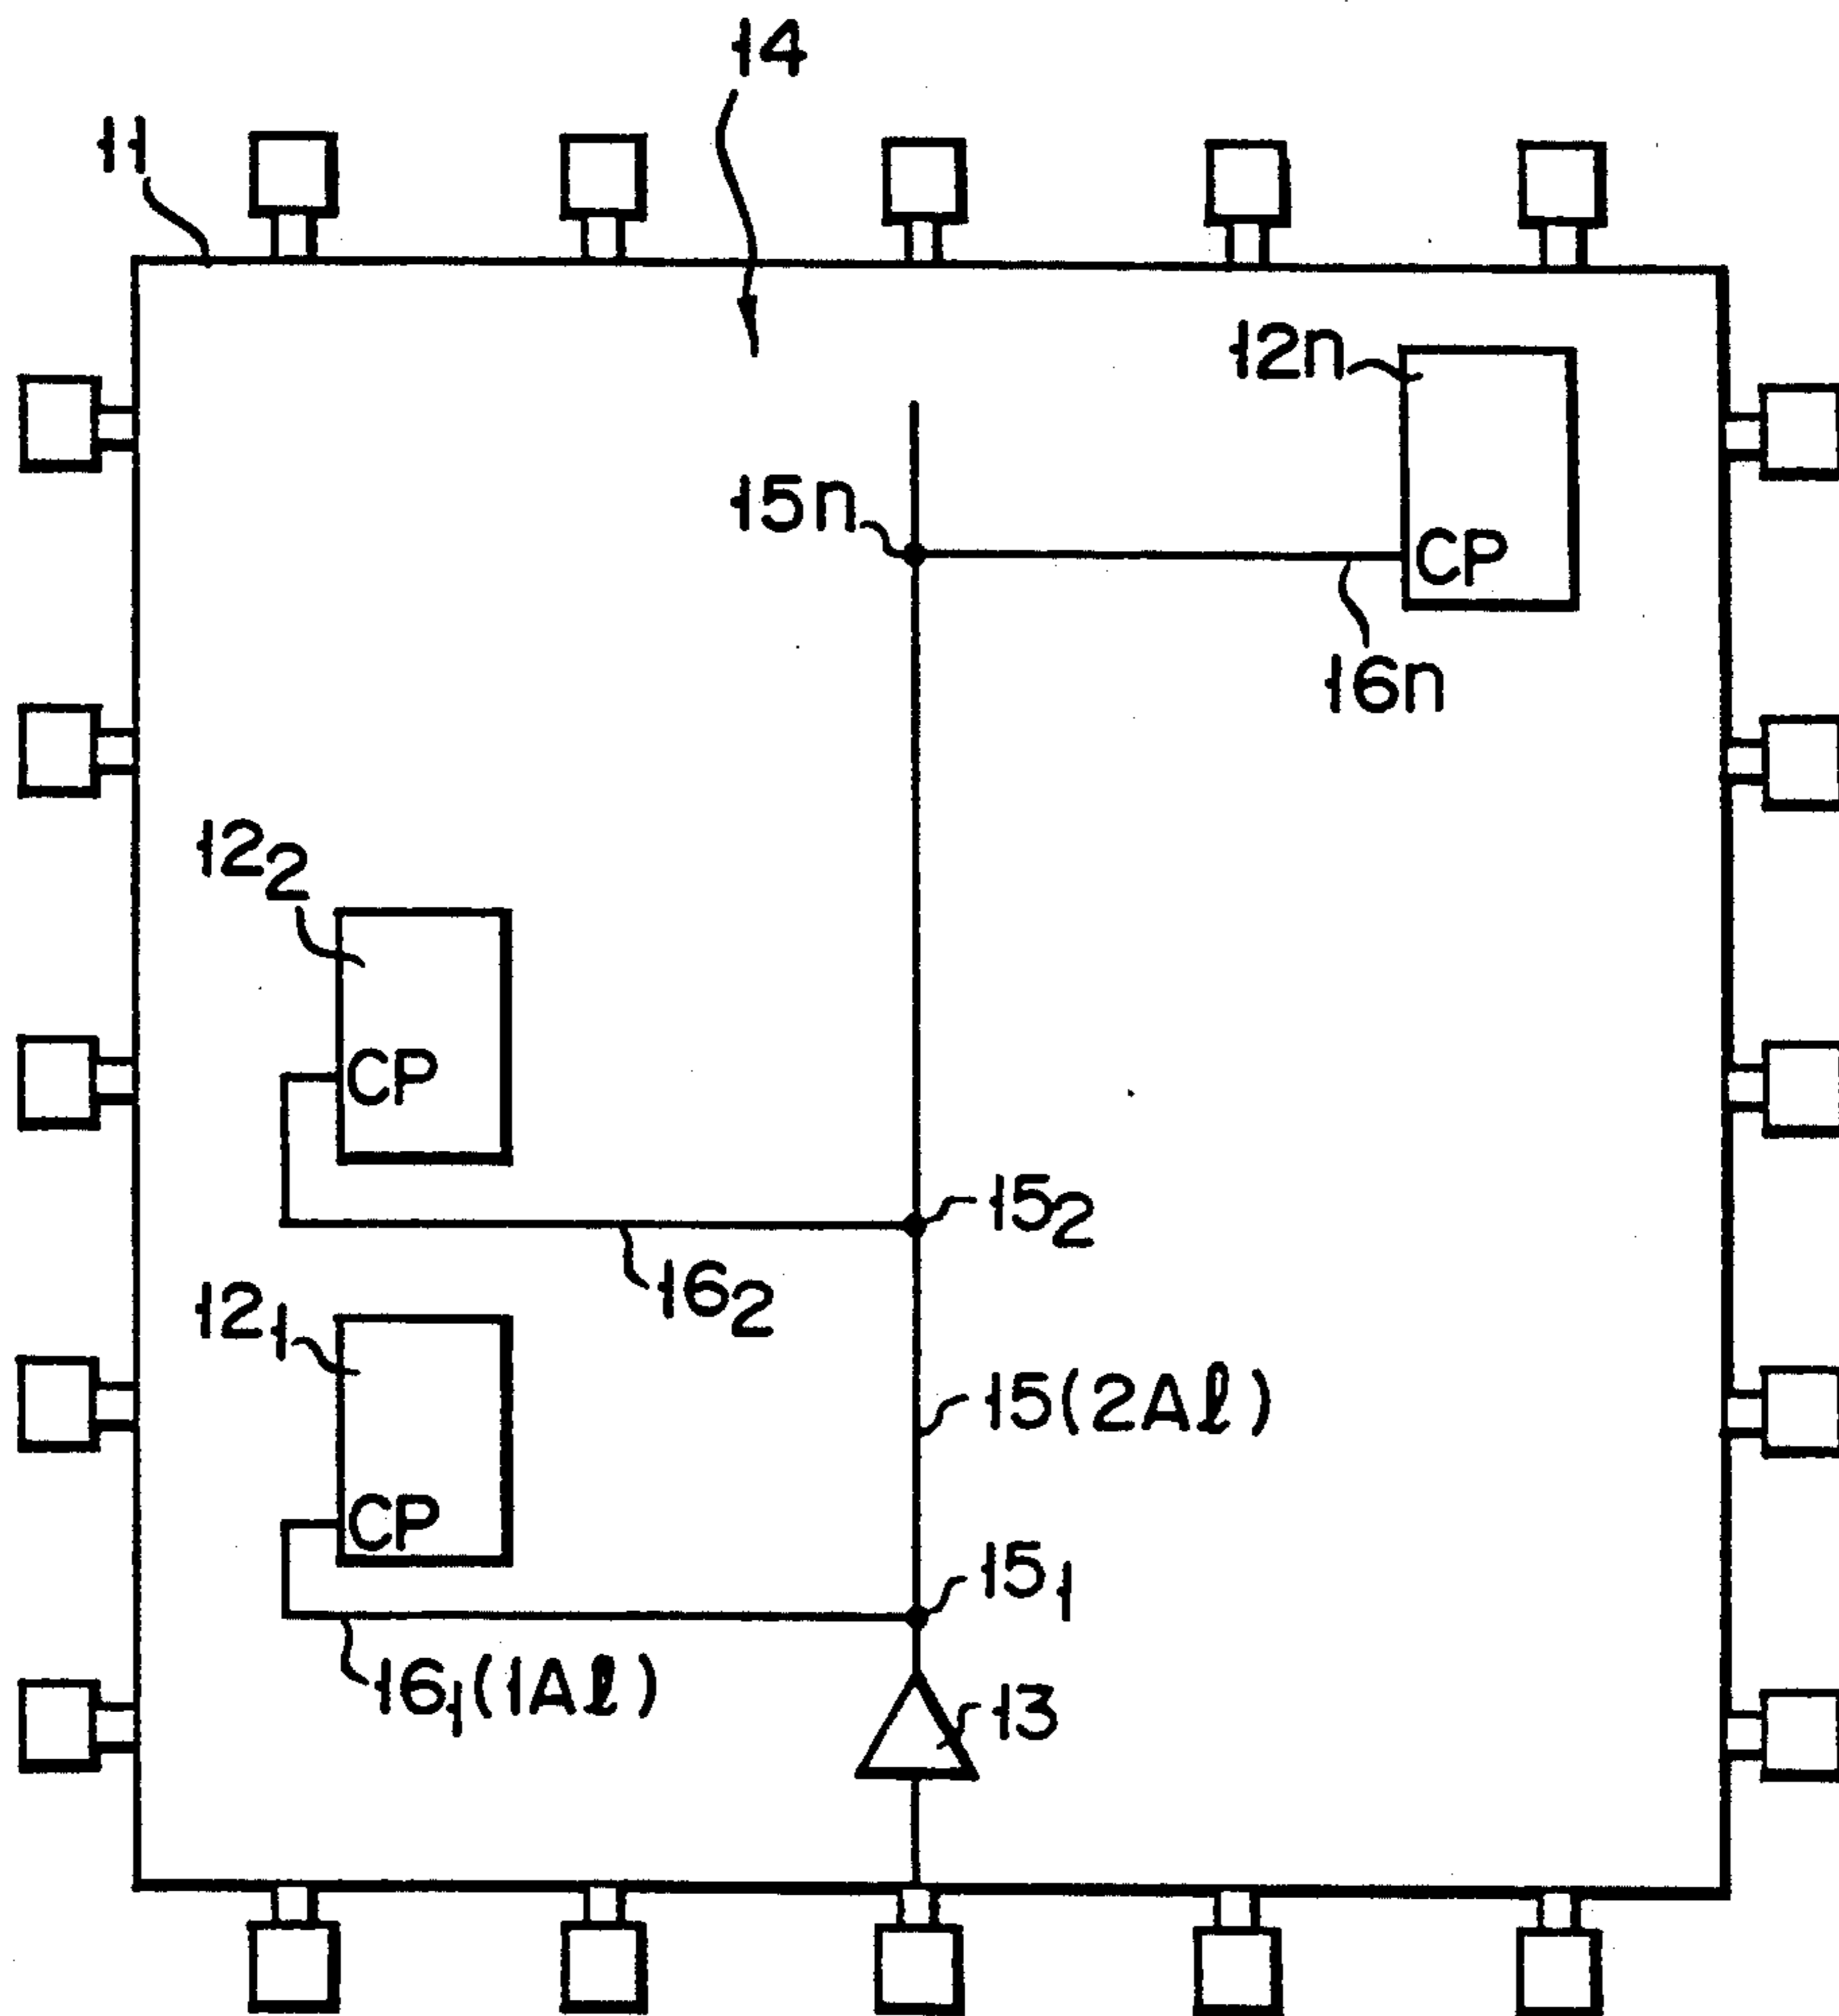 14
11
12n
15n
CP
16n
12₂
CP
15₂
16₂
12₁
15(2Aℓ)
CP
15₁
16₁(1Aℓ)
13